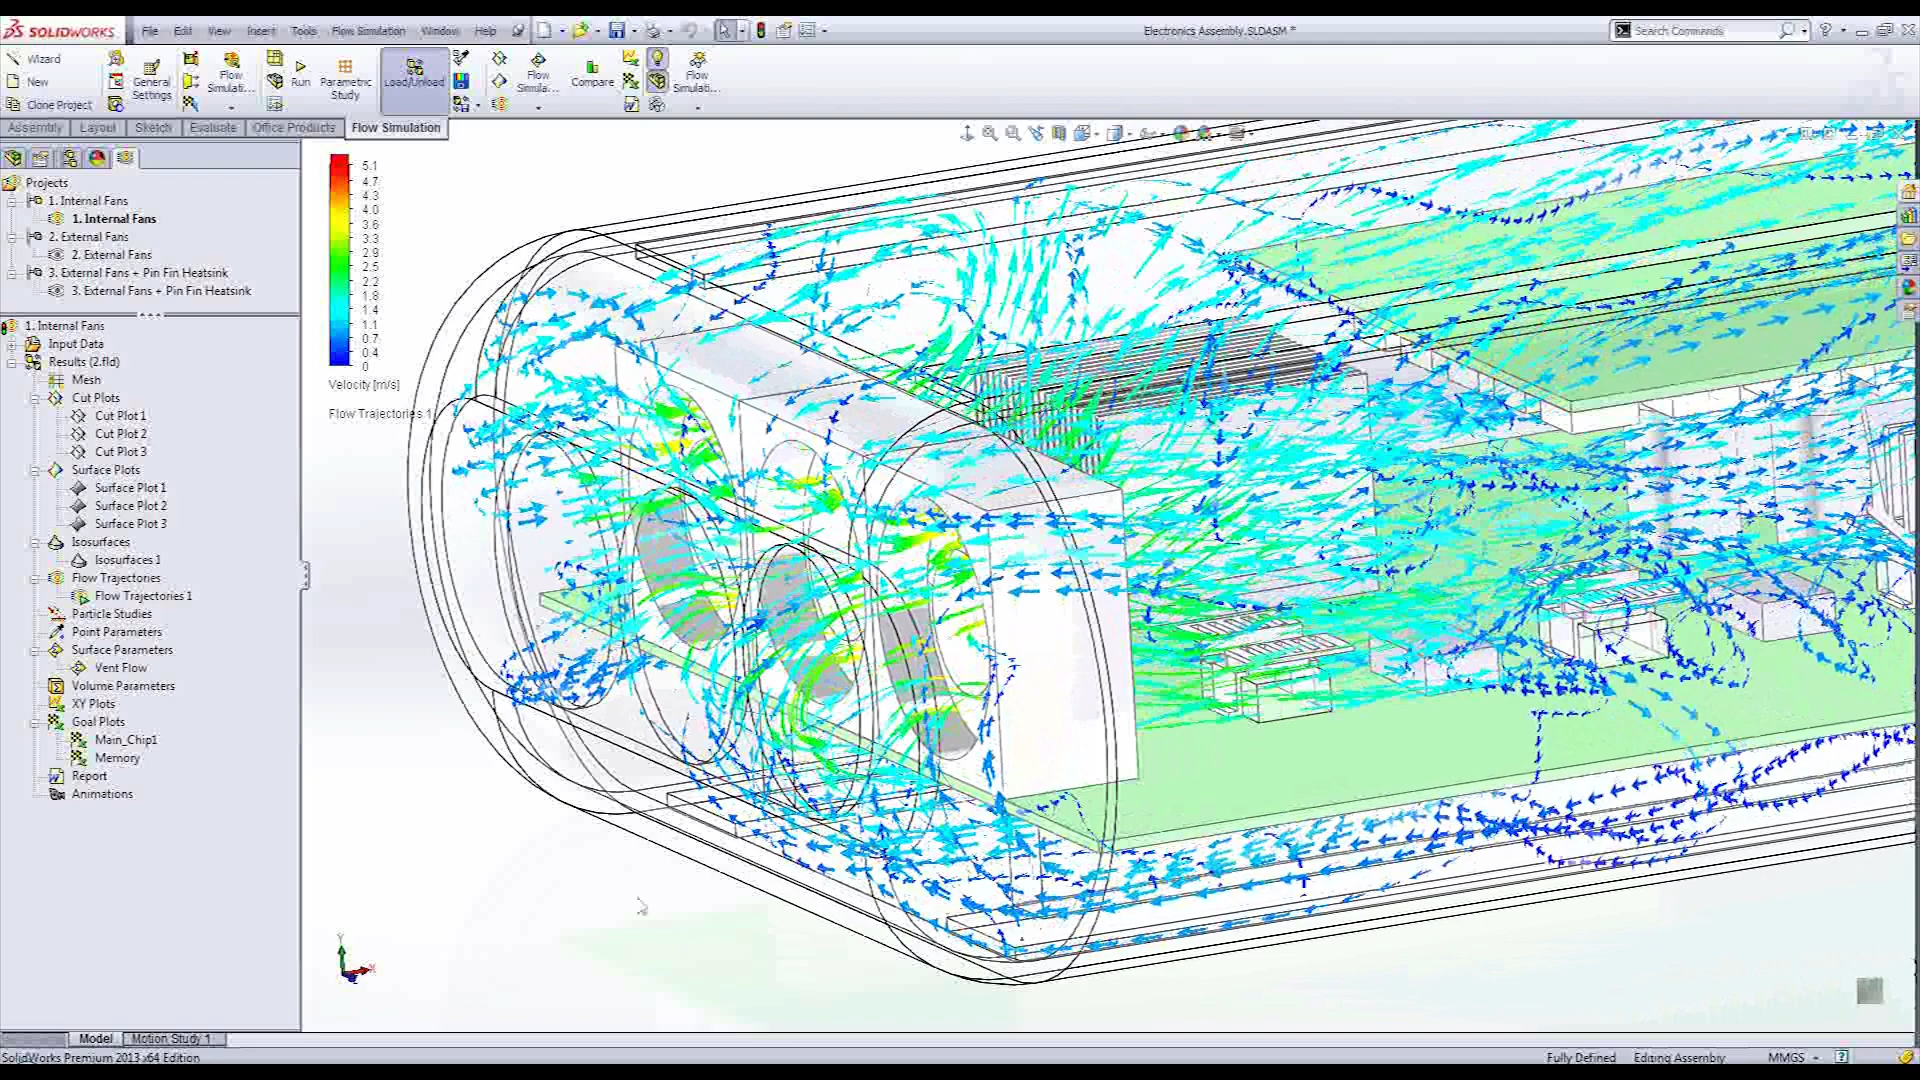 SOLIDWORKS File Edit View Insert Tools Flow Simulation Window Help Electronics Assembly.SLDASM * Search Commands
Wizard
New
Clone Project
General Settings
Flow Simulati...
Run
Parametric Study
Load/Unload
Flow Simula...
Compare
Flow Simulati...
Assembly Layout Sketch Evaluate Office Products Flow Simulation
Projects
1. Internal Fans
1. Internal Fans
2. External Fans
2. External Fans
3. External Fans + Pin Fin Heatsink
3. External Fans + Pin Fin Heatsink
1. Internal Fans
Input Data
Results (2.fld)
Mesh
Cut Plots
Cut Plot 1
Cut Plot 2
Cut Plot 3
Surface Plots
Surface Plot 1
Surface Plot 2
Surface Plot 3
Isosurfaces
Isosurfaces 1
Flow Trajectories
Flow Trajectories 1
Particle Studies
Point Parameters
Surface Parameters
Vent Flow
Volume Parameters
XY Plots
Goal Plots
Main_Chip1
Memory
Report
Animations
5.1
4.7
4.3
4.0
3.6
3.3
2.9
2.5
2.2
1.8
1.4
1.1
0.7
0.4
0
Velocity [m/s]
Flow Trajectories 1
Y
X
Model Motion Study 1
SolidWorks Premium 2013 x64 Edition Fully Defined Editing Assembly MMGS